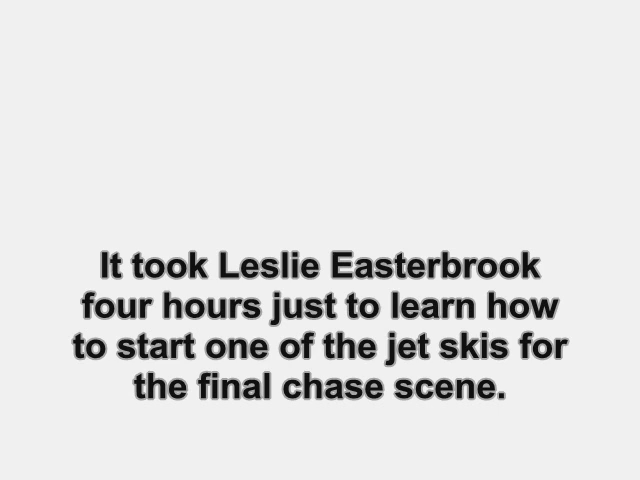 It took Leslie Easterbrook
four hours just to learn how
to start one of the jet skis for
the final chase scene.